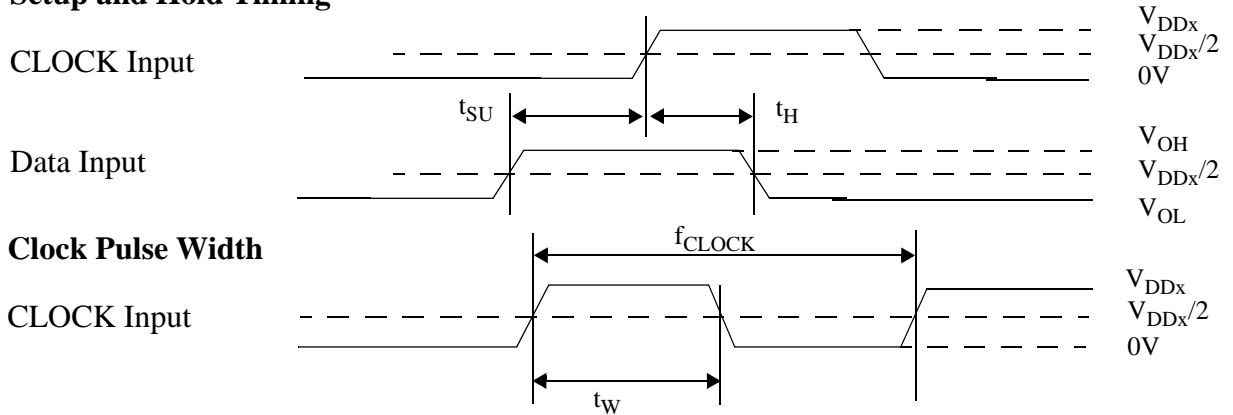 Setup and Hold Timing
CLOCK Input
V_DDx
V_DDx/2
0V
t_SU
t_H
Data Input
V_OH
V_DDx/2
V_OL
Clock Pulse Width
f_CLOCK
CLOCK Input
V_DDx
V_DDx/2
0V
t_W